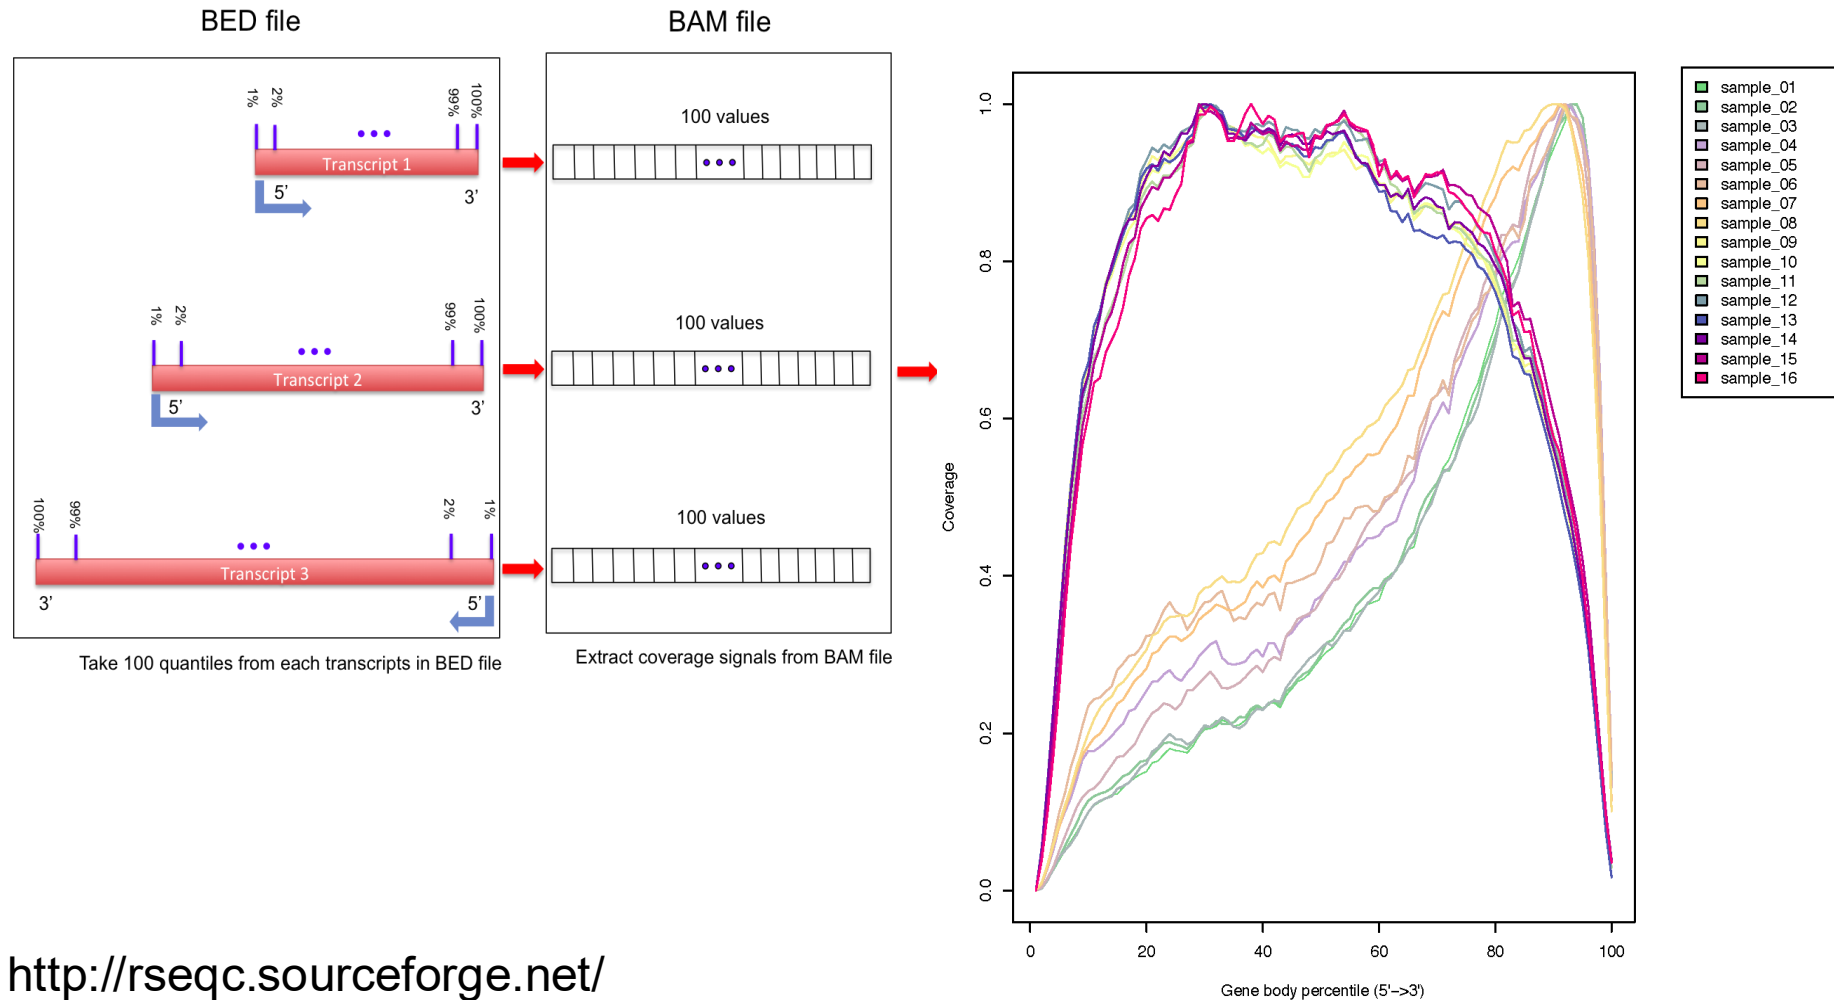 BED file
BAM file
1%
2%
99%
100%
Transcript 1
5’
3’
100 values
1%
2%
99%
100%
Transcript 2
5’
3’
100 values
100%
99%
2%
1%
Transcript 3
3’
5’
100 values
Take 100 quantiles from each transcripts in BED file
Extract coverage signals from BAM file
Coverage
1.0
0.8
0.6
0.4
0.2
0.0
0
20
40
60
80
100
Gene body percentile (5'->3')
sample_01
sample_02
sample_03
sample_04
sample_05
sample_06
sample_07
sample_08
sample_09
sample_10
sample_11
sample_12
sample_13
sample_14
sample_15
sample_16
http://rseqc.sourceforge.net/